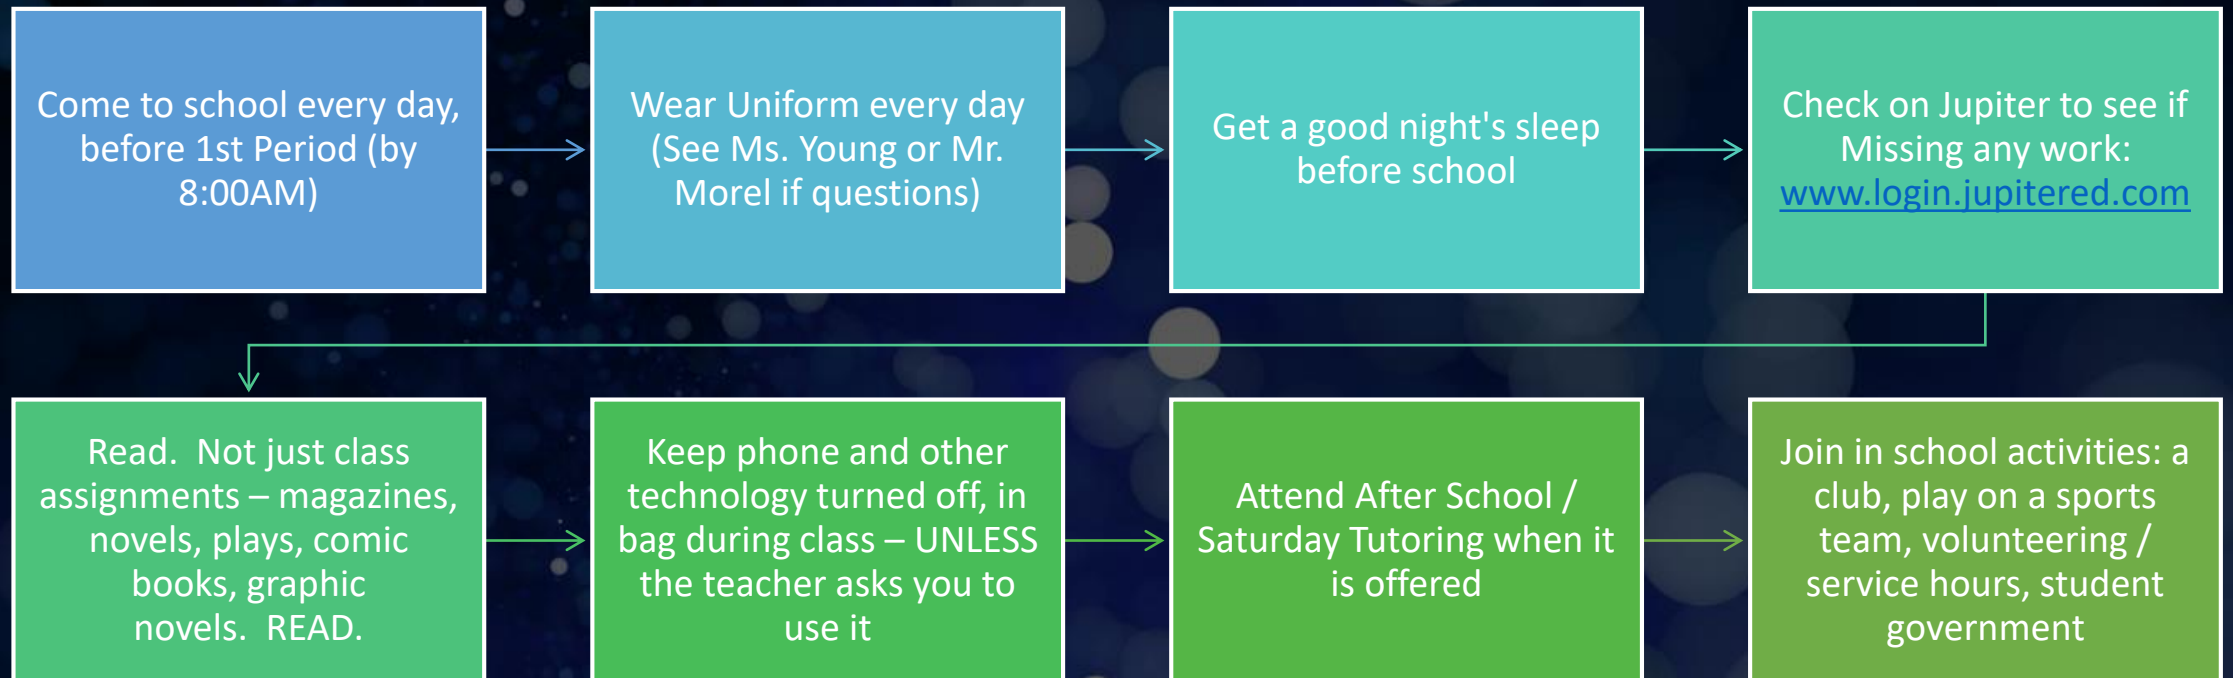 Come to school every day,
before 1st Period (by
8:00AM)
Wear Uniform every day
(See Ms. Young or Mr.
Morel if questions)
Get a good night's sleep
before school
Check on Jupiter to see if
Missing any work:
www.login.jupitered.com
Read.  Not just class
assignments – magazines,
novels, plays, comic
books, graphic
novels.  READ.
Keep phone and other
technology turned off, in
bag during class – UNLESS
the teacher asks you to
use it
Attend After School /
Saturday Tutoring when it
is offered
Join in school activities: a
club, play on a sports
team, volunteering /
service hours, student
government